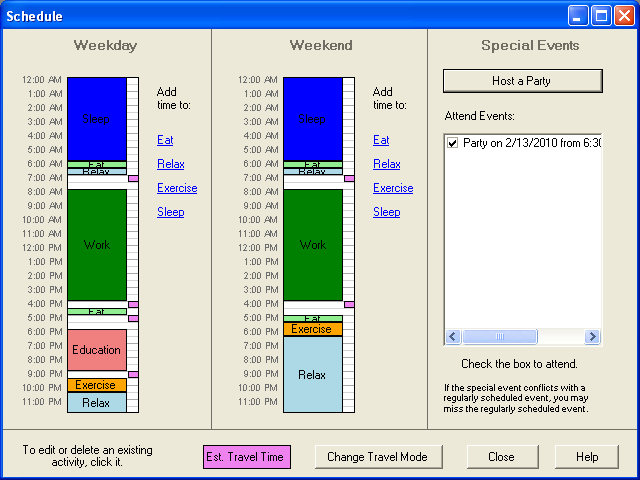 Schedule
Weekday
Weekend
Special Events
12:00 AM
1:00 AM
2:00 AM
3:00 AM
4:00 AM
5:00 AM
6:00 AM
7:00 AM
8:00 AM
9:00 AM
10:00 AM
11:00 AM
12:00 PM
1:00 PM
2:00 PM
3:00 PM
4:00 PM
5:00 PM
6:00 PM
7:00 PM
8:00 PM
9:00 PM
10:00 PM
11:00 PM
Sleep
Eat
Relax
Work
Eat
Education
Exercise
Relax
Add
time to:
Eat
Relax
Exercise
Sleep
12:00 AM
1:00 AM
2:00 AM
3:00 AM
4:00 AM
5:00 AM
6:00 AM
7:00 AM
8:00 AM
9:00 AM
10:00 AM
11:00 AM
12:00 PM
1:00 PM
2:00 PM
3:00 PM
4:00 PM
5:00 PM
6:00 PM
7:00 PM
8:00 PM
9:00 PM
10:00 PM
11:00 PM
Sleep
Eat
Relax
Work
Eat
Exercise
Relax
Add
time to:
Eat
Relax
Exercise
Sleep
Host a Party
Attend Events:
Party on 2/13/2010 from 6:30
Check the box to attend.
If the special event conflicts with a
regularly scheduled event, you may
miss the regularly scheduled event.
To edit or delete an existing
activity, click it.
Est. Travel Time
Change Travel Mode
Close
Help